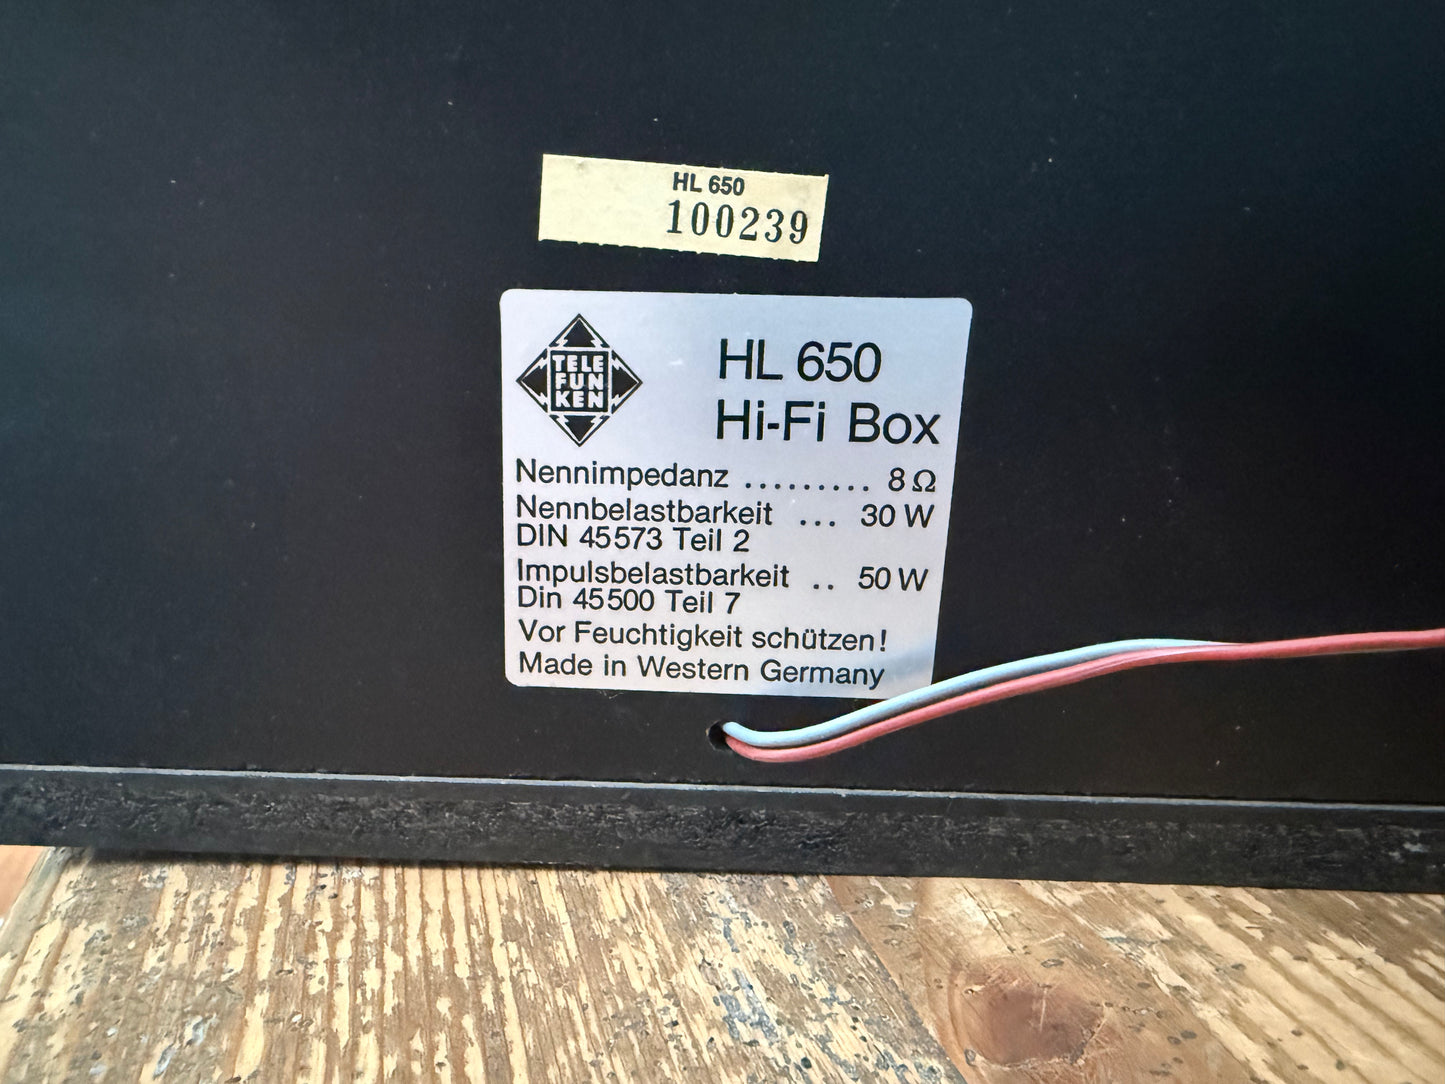 HL 650
100239
TELE
FUN
KEN
HL 650
Hi-Fi Box
Nennimpedanz ......... 8 Ω
Nennbelastbarkeit ... 30 W
DIN 45573 Teil 2
Impulsbelastbarkeit .. 50 W
Din 45500 Teil 7
Vor Feuchtigkeit schützen!
Made in Western Germany